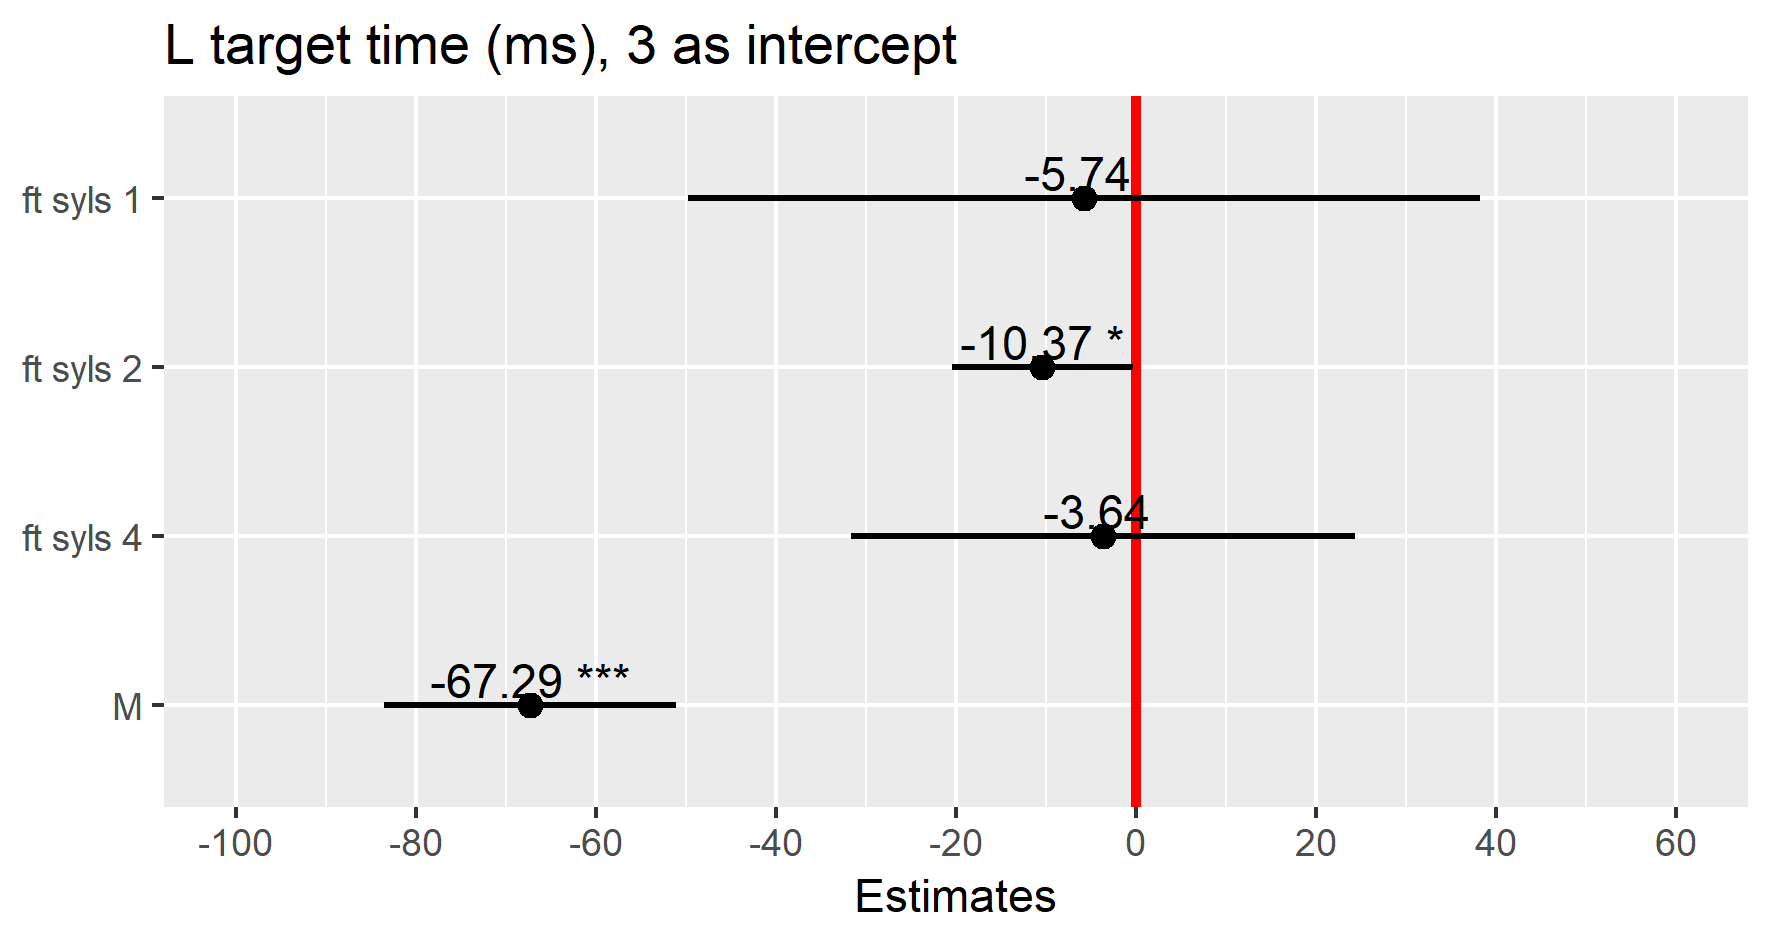 L target time (ms), 3 as intercept
ft syls 1
-5.74
ft syls 2
-10.37 *
ft syls 4
-3.64
M
-67.29 ***
-100 -80 -60 -40 -20 0 20 40 60
Estimates